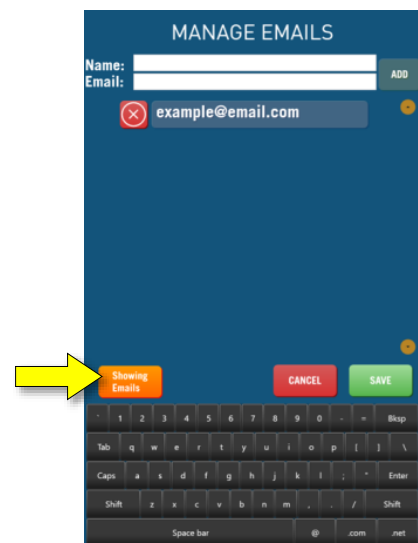 MANAGE EMAILS
Name:
Email:
ADD
example@email.com
Showing
Emails
CANCEL
SAVE
` 1 2 3 4 5 6 7 8 9 0 - = Bksp
Tab q w e r t y u i o p [ ] \
Caps a s d f g h j k l ; " Enter
Shift z x c v b n m , . / Shift
Space bar @ .com .net